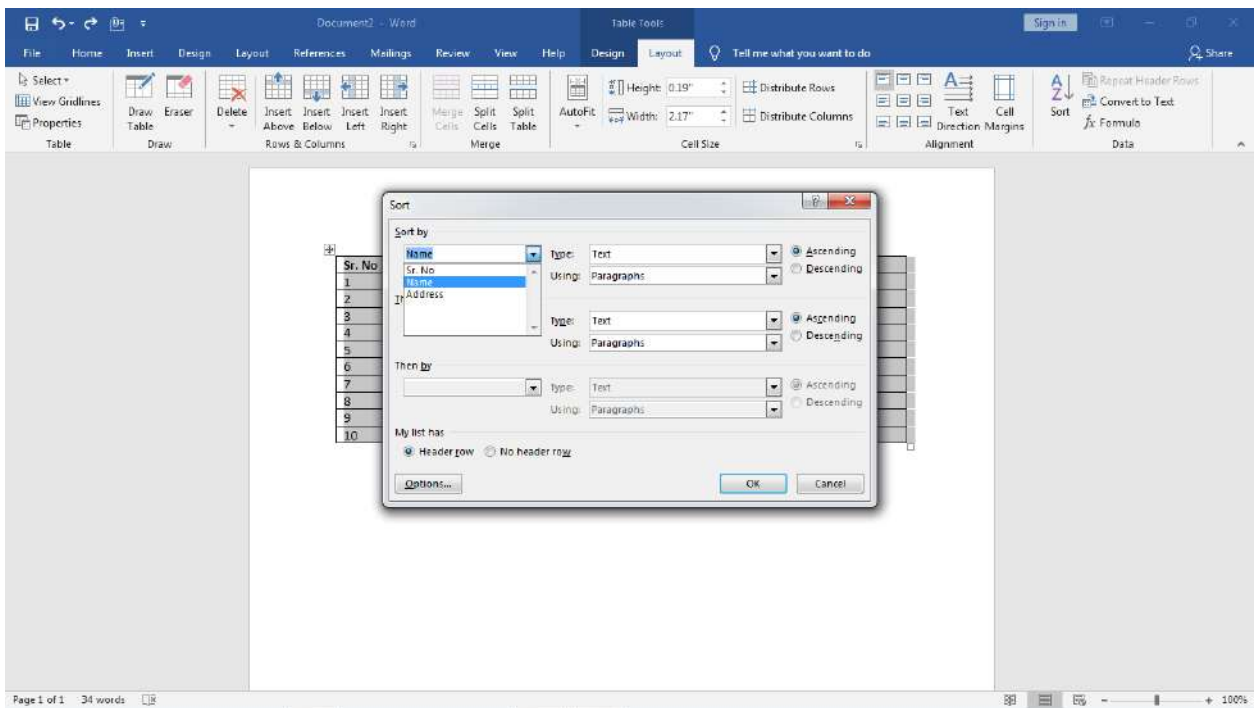 Document2 - Word
Table Tools
Sign in
File Home Insert Design Layout References Mailings Review View Help Design Layout Tell me what you want to do Share
Select
View Gridlines
Properties
Table
Draw Table
Eraser
Draw
Delete
Insert Above
Insert Below
Insert Left
Insert Right
Rows & Columns
Merge Cells
Split Cells
Split Table
Merge
AutoFit
Height: 0.19"
Width: 2.17"
Distribute Rows
Distribute Columns
Cell Size
Text Direction
Cell Margins
Alignment
Sort
Repeat Header Rows
Convert to Text
fx Formula
Data
Sort
Sort by
Name
Type: Text
Using: Paragraphs
Ascending
Descending
Sr. No
Name
Address
Type: Text
Using: Paragraphs
Ascending
Descending
Then by
Type: Text
Using: Paragraphs
Ascending
Descending
My list has
Header row No header row
Options... OK Cancel
Sr. No
1
2
3
4
5
6
7
8
9
10
Page 1 of 1 34 words 100%